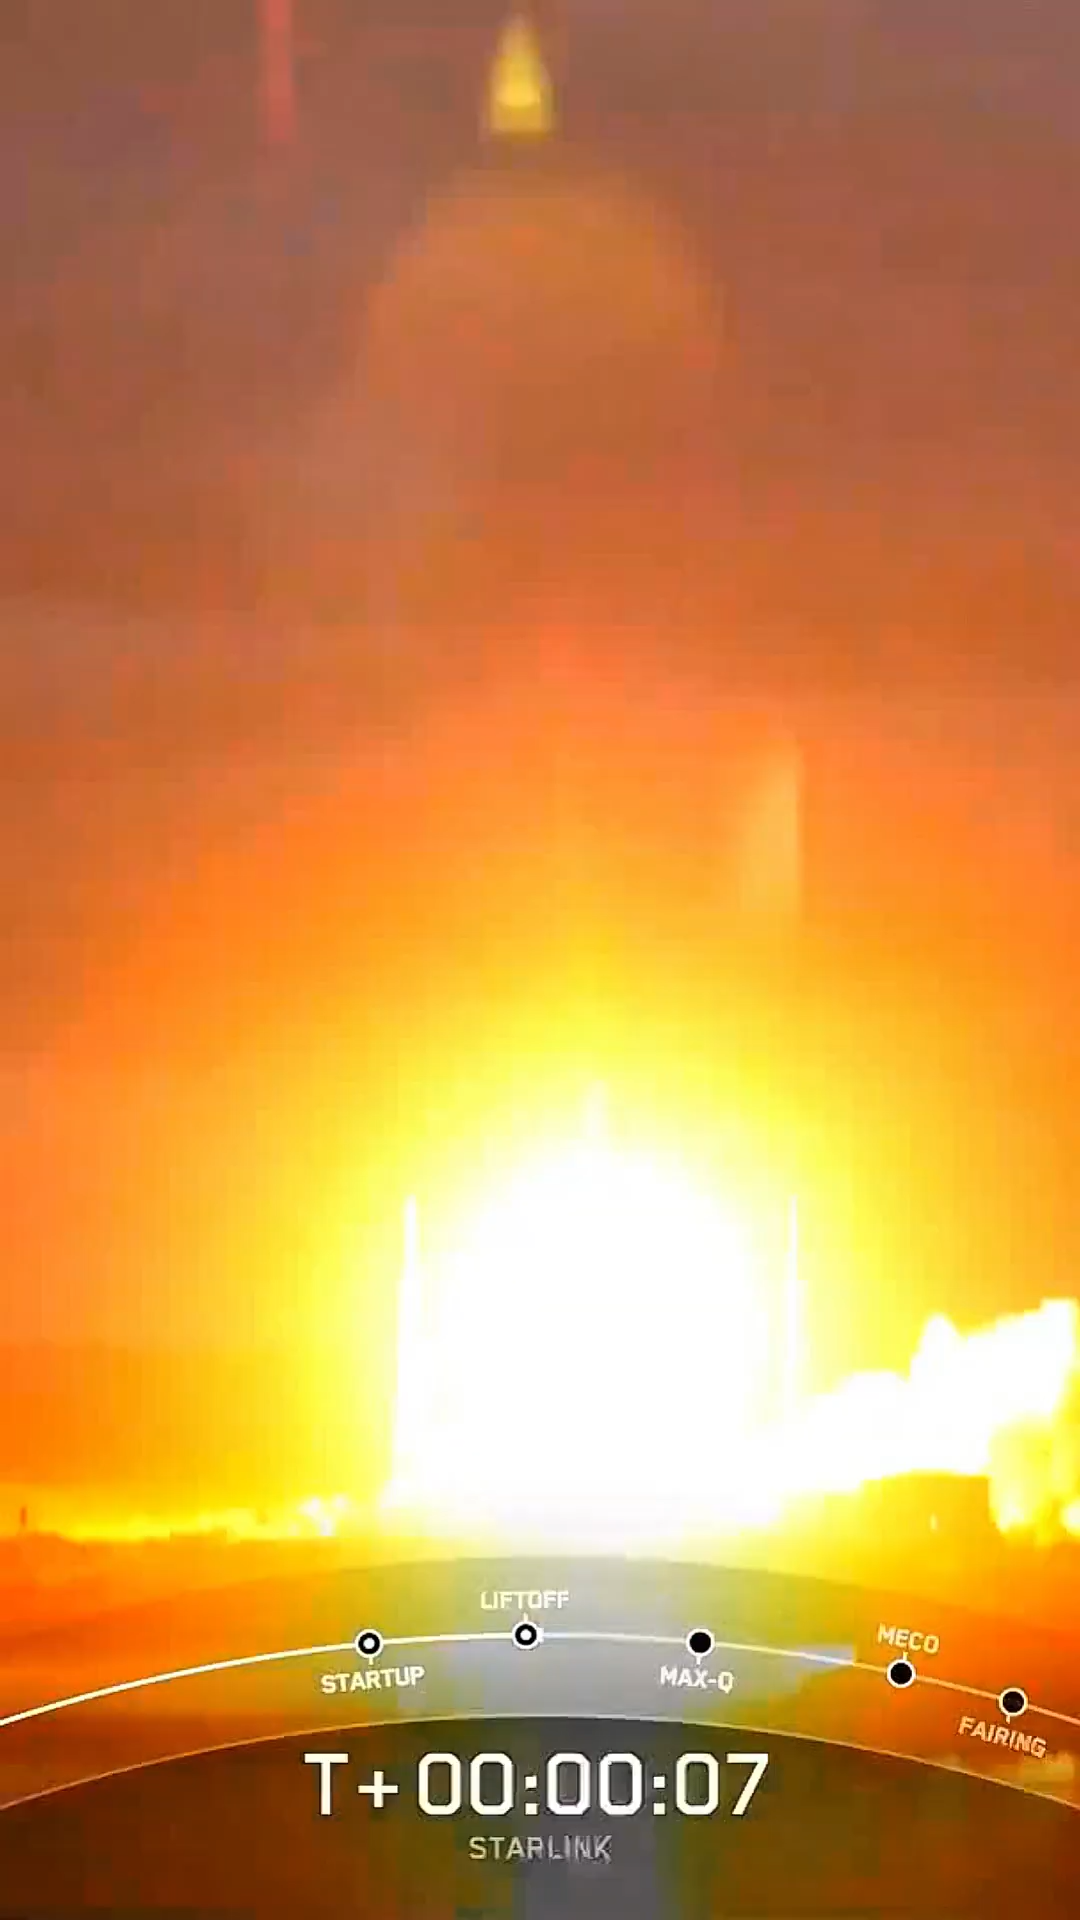 LIFTOFF
STARTUP
MAX-Q
MECO
FAIRING
T+00:00:07
STARLINK